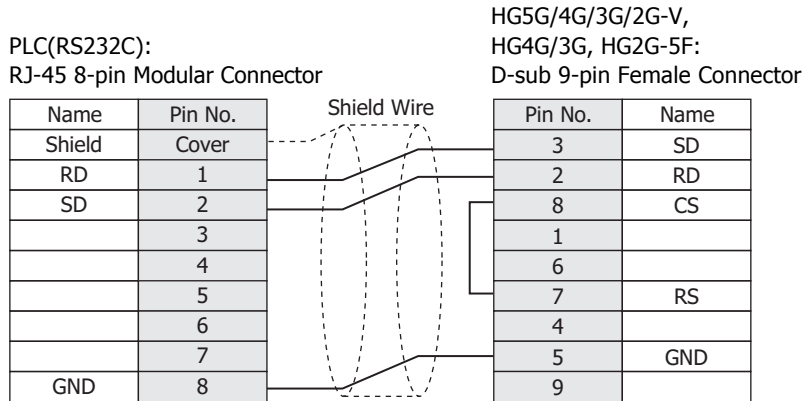 PLC(RS232C):
RJ-45 8-pin Modular Connector
HG5G/4G/3G/2G-V,
HG4G/3G, HG2G-5F:
D-sub 9-pin Female Connector
Shield Wire
Name Pin No.
Shield Cover
RD 1
SD 2
3
4
5
6
7
GND 8
Pin No. Name
3 SD
2 RD
8 CS
1
6
7 RS
4
5 GND
9